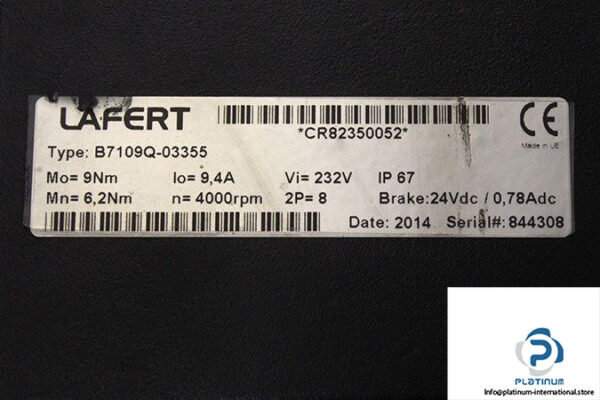 LAFERT
*CR82350052*
CE
Made in UE
Type: B7109Q-03355
Mo= 9Nm Io= 9,4A Vi= 232V IP 67
Mn= 6,2Nm n= 4000rpm 2P= 8 Brake:24Vdc / 0,78Adc
Date: 2014 Serial#: 844308
PLATINUM
https://platinum-international.store